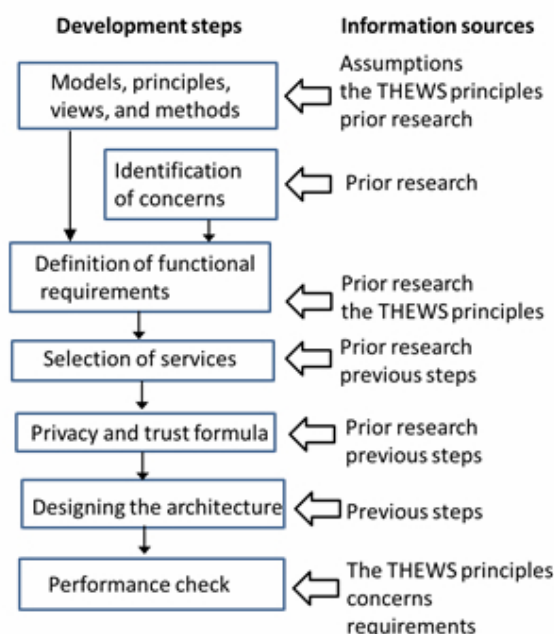 Development steps
Information sources
Models, principles,
views, and methods
Assumptions
the THEWS principles
prior research
Identification
of concerns
Prior research
Definition of functional
requirements
Prior research
the THEWS principles
Selection of services
Prior research
previous steps
Privacy and trust formula
Prior research
previous steps
Designing the architecture
Previous steps
Performance check
The THEWS principles
concerns
requirements